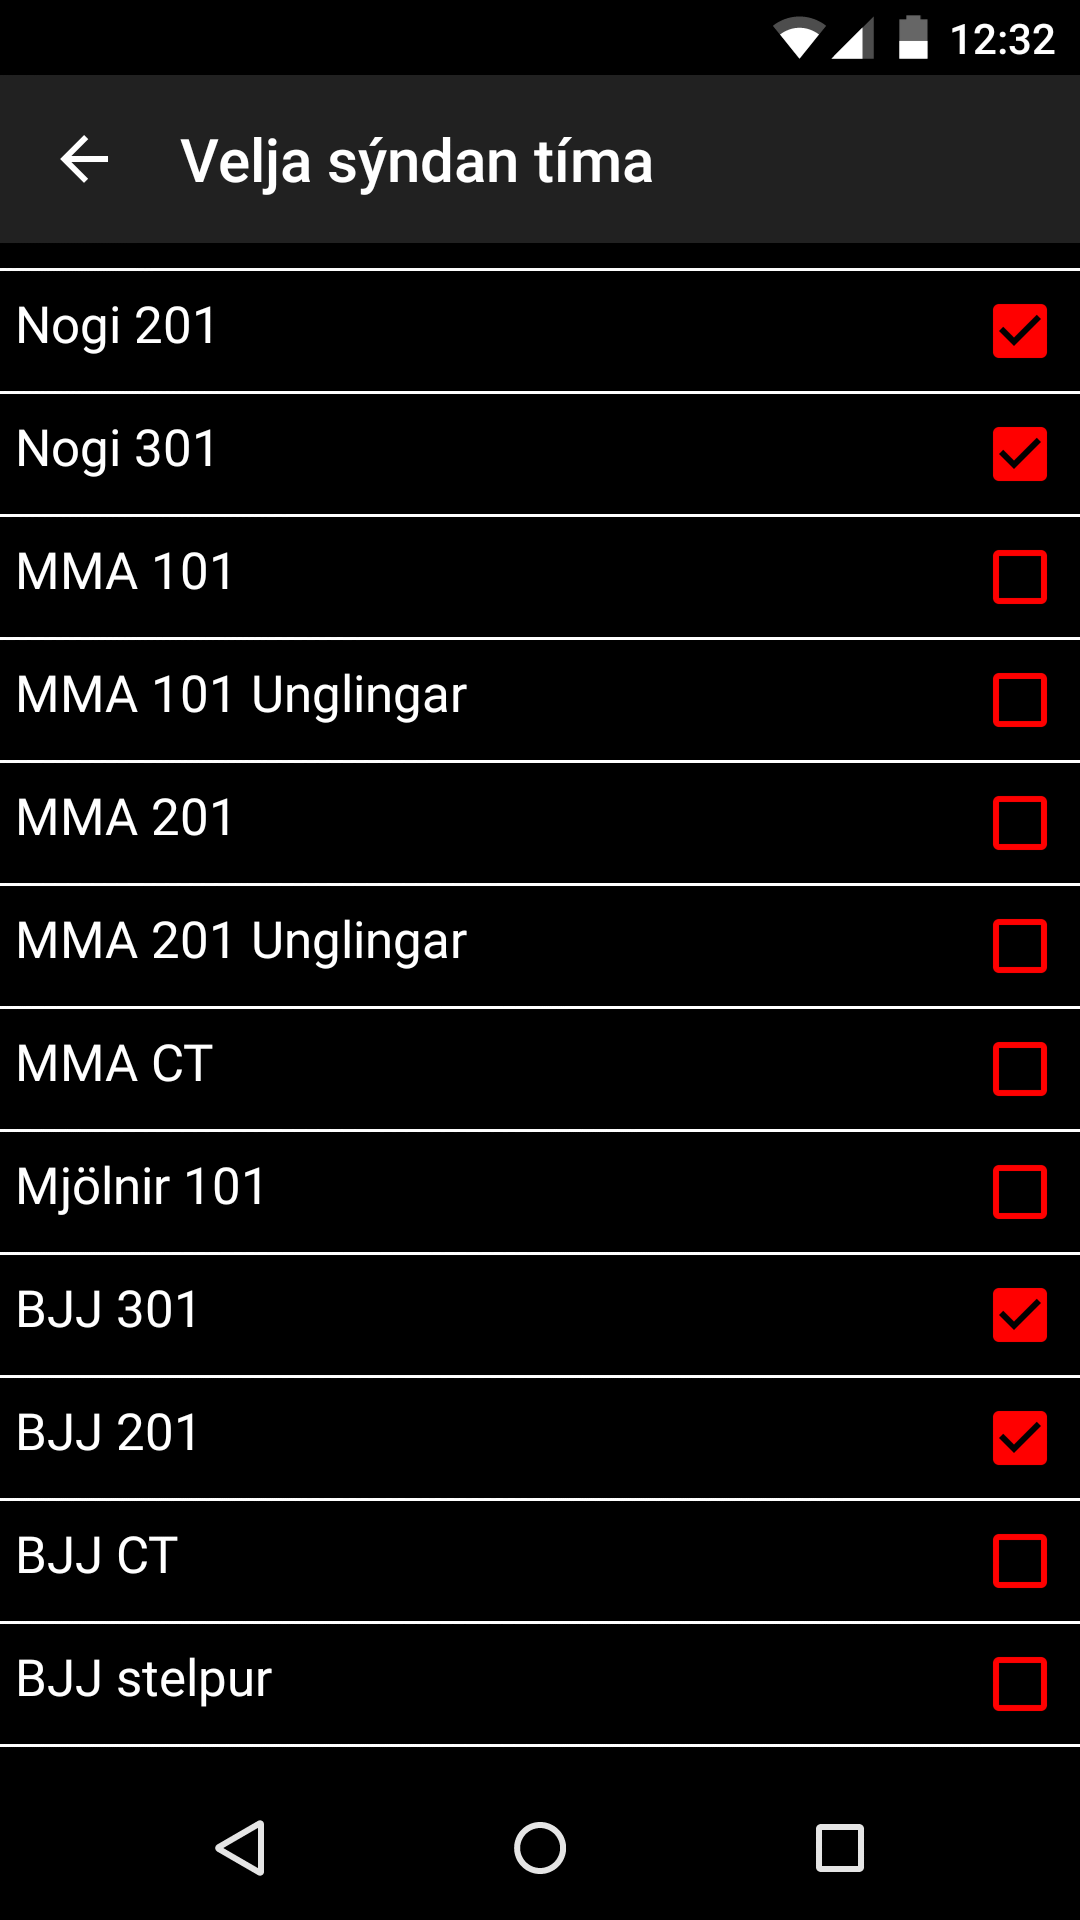 12:32
Velja sýndan tíma
Nogi 201
Nogi 301
MMA 101
MMA 101 Unglingar
MMA 201
MMA 201 Unglingar
MMA CT
Mjölnir 101
BJJ 301
BJJ 201
BJJ CT
BJJ stelpur